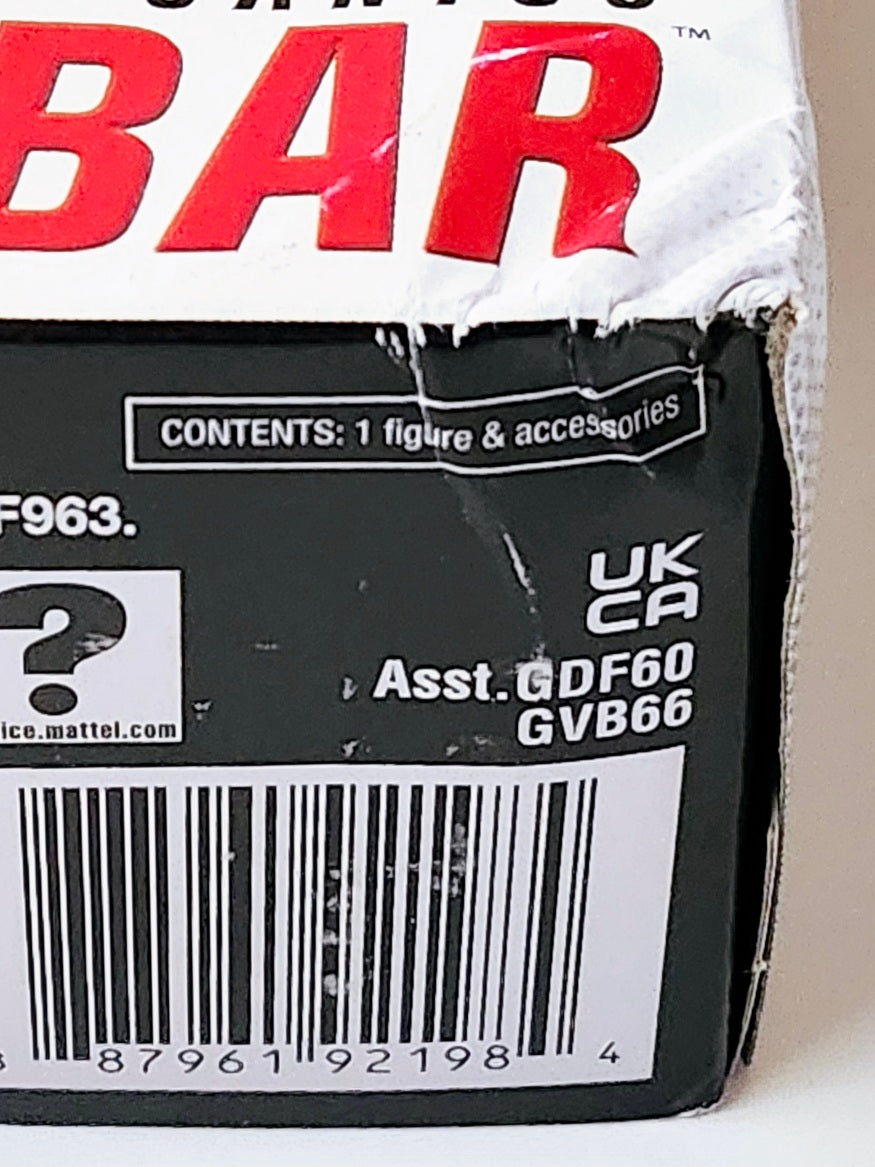 BAR™
CONTENTS: 1 figure & accessories
F963.
UK
CA
?
ice.mattel.com
Asst.GDF60
GVB66
87961 92198 4